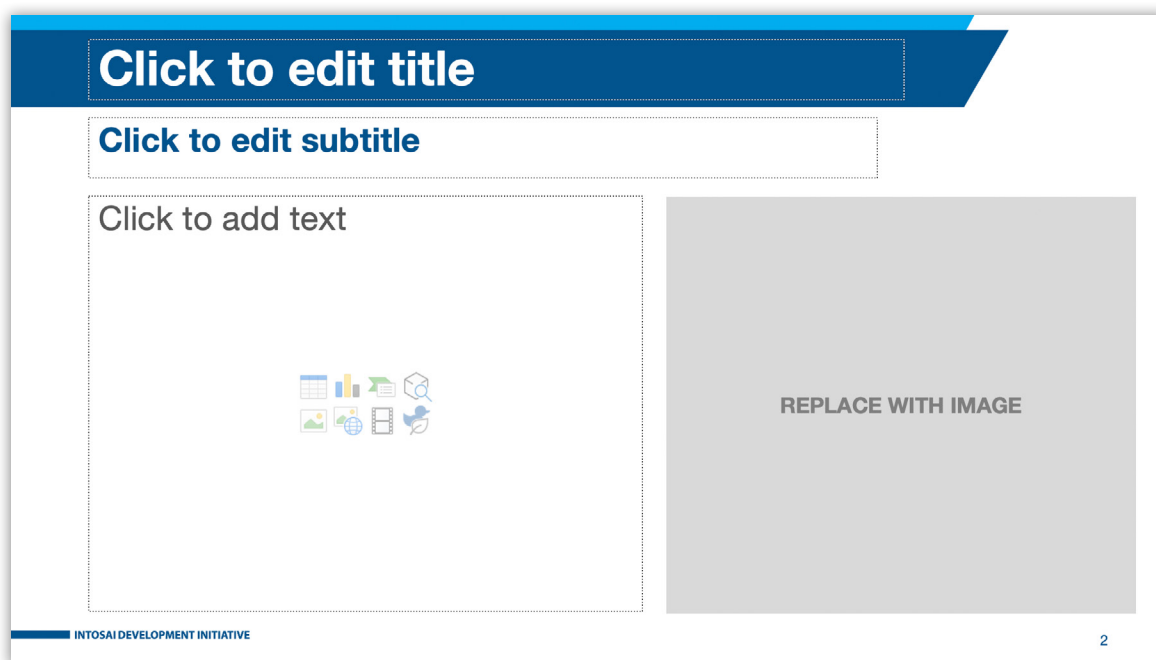 Click to edit title
Click to edit subtitle
Click to add text
REPLACE WITH IMAGE
INTOSAI DEVELOPMENT INITIATIVE
2